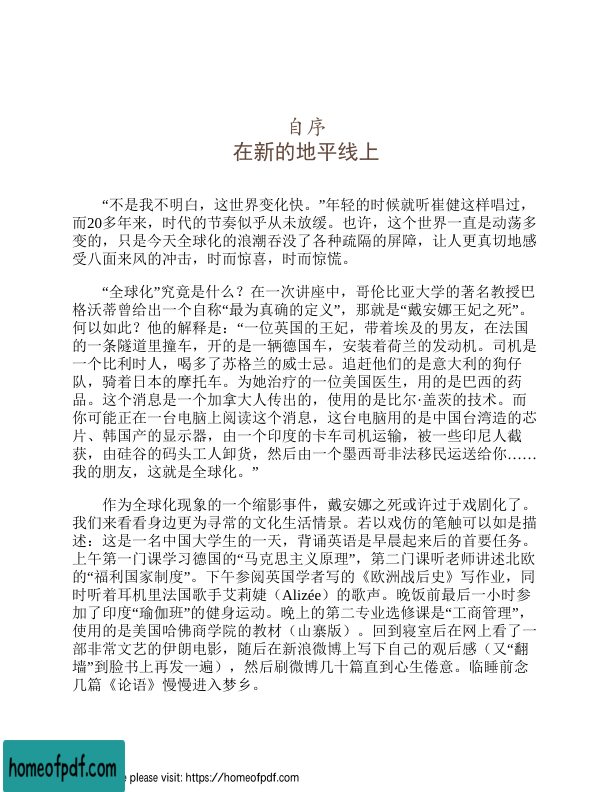 自序
在新的地平线上
“不是我不明白，这世界变化快。”年轻的时候就听崔健这样唱过，
而20多年来，时代的节奏似乎从未放缓。也许，这个世界一直是动荡多
变的，只是今天全球化的浪潮吞没了各种疏隔的屏障，让人更真切地感
受八面来风的冲击，时而惊喜，时而惊慌。
“全球化”究竟是什么？在一次讲座中，哥伦比亚大学的著名教授巴
格沃蒂曾给出一个自称“最为真确的定义”，那就是“戴安娜王妃之死”。
何以如此？他的解释是：“一位英国的王妃，带着埃及的男友，在法国
的一条隧道里撞车，开的是一辆德国车，安装着荷兰的发动机。司机是
一个比利时人，喝多了苏格兰的威士忌。追赶他们的是意大利的狗仔
队，骑着日本的摩托车。为她治疗的一位美国医生，用的是巴西的药
品。这个消息是一个加拿大人传出的，使用的是比尔·盖茨的技术。而
你可能正在一台电脑上阅读这个消息，这台电脑用的是中国台湾造的芯
片、韩国产的显示器，由一个印度的卡车司机运输，被一些印尼人截
获，由硅谷的码头工人卸货，然后由一个墨西哥非法移民运送给你……
我的朋友，这就是全球化。”
作为全球化现象的一个缩影事件，戴安娜之死或许过于戏剧化了。
我们来看看身边更为寻常的文化生活情景。若以戏仿的笔触可以如是描
述：这是一名中国大学生的一天，背诵英语是早晨起来后的首要任务。
上午第一门课学习德国的“马克思主义原理”，第二门课听老师讲述北欧
的“福利国家制度”。下午参阅英国学者写的《欧洲战后史》写作业，同
时听着耳机里法国歌手艾莉婕（Alizée）的歌声。晚饭前最后一小时参
加了印度“瑜伽班”的健身运动。晚上的第二专业选修课是“工商管理”，
使用的是美国哈佛商学院的教材（山寨版）。回到寝室后在网上看了一
部非常文艺的伊朗电影，随后在新浪微博上写下自己的观后感（又“翻
墙”到脸书上再发一遍），然后刷微博几十篇直到心生倦意。临睡前念
几篇《论语》慢慢进入梦乡。
homeofpdf.com
e please visit: https://homeofpdf.com